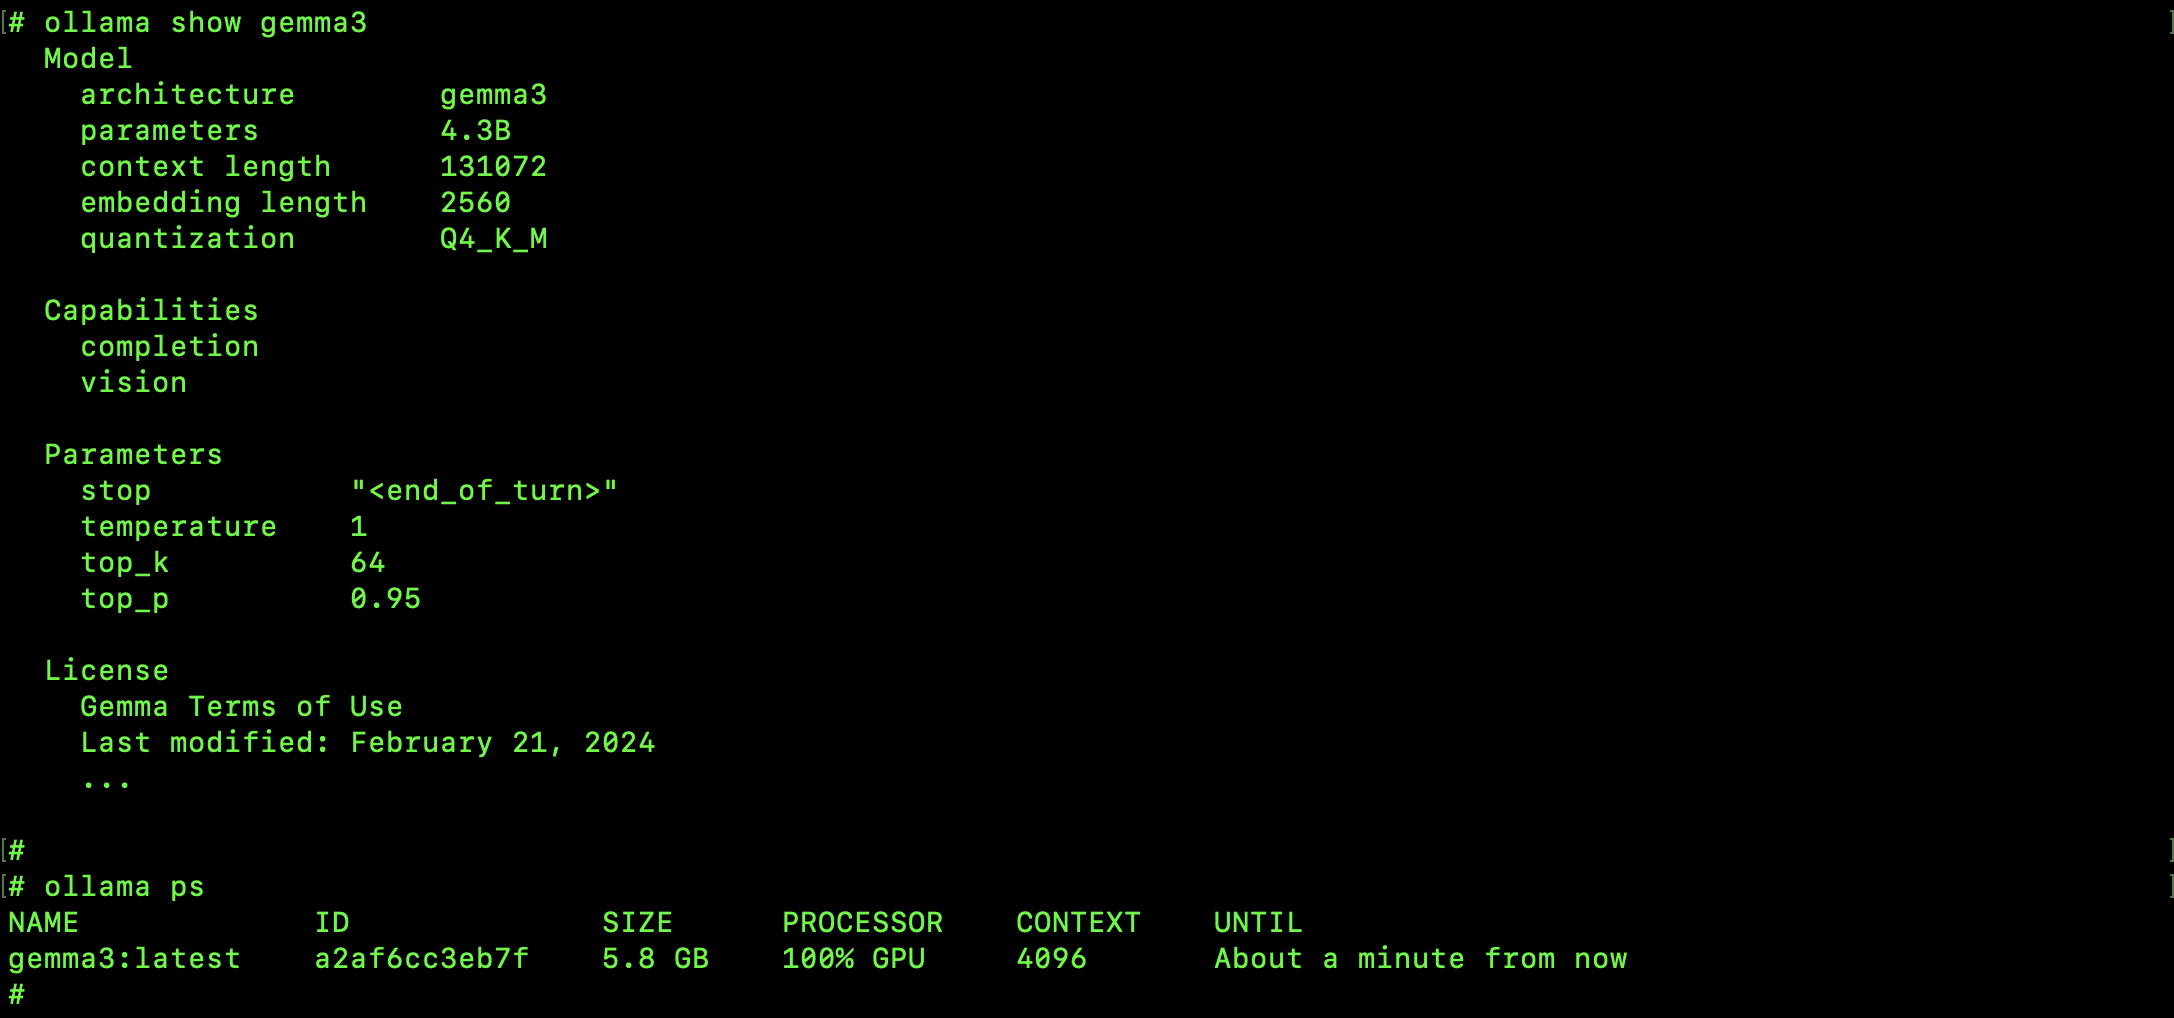 [# ollama show gemma3 ]
  Model
    architecture        gemma3
    parameters          4.3B
    context length      131072
    embedding length    2560
    quantization        Q4_K_M
  Capabilities
    completion
    vision
  Parameters
    stop           "<end_of_turn>"
    temperature    1
    top_k          64
    top_p          0.95
  License
    Gemma Terms of Use
    Last modified: February 21, 2024
    ...
[# ]
[# ollama ps ]
NAME             ID              SIZE      PROCESSOR    CONTEXT    UNTIL
gemma3:latest    a2af6cc3eb7f    5.8 GB    100% GPU     4096       About a minute from now
#